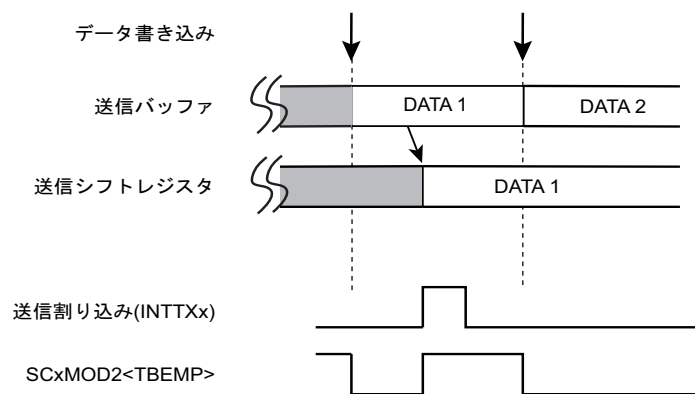 データ書き込み
送信バッファ
DATA 1
DATA 2
送信シフトレジスタ
DATA 1
送信割り込み(INTTXx)
SCxMOD2<TBEMP>